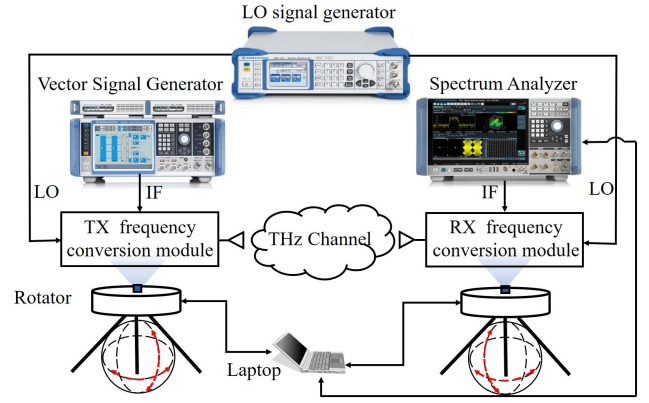 LO signal generator
Vector Signal Generator
Spectrum Analyzer
LO
IF
IF
LO
TX frequency
conversion module
THz Channel
RX frequency
conversion module
Rotator
Laptop